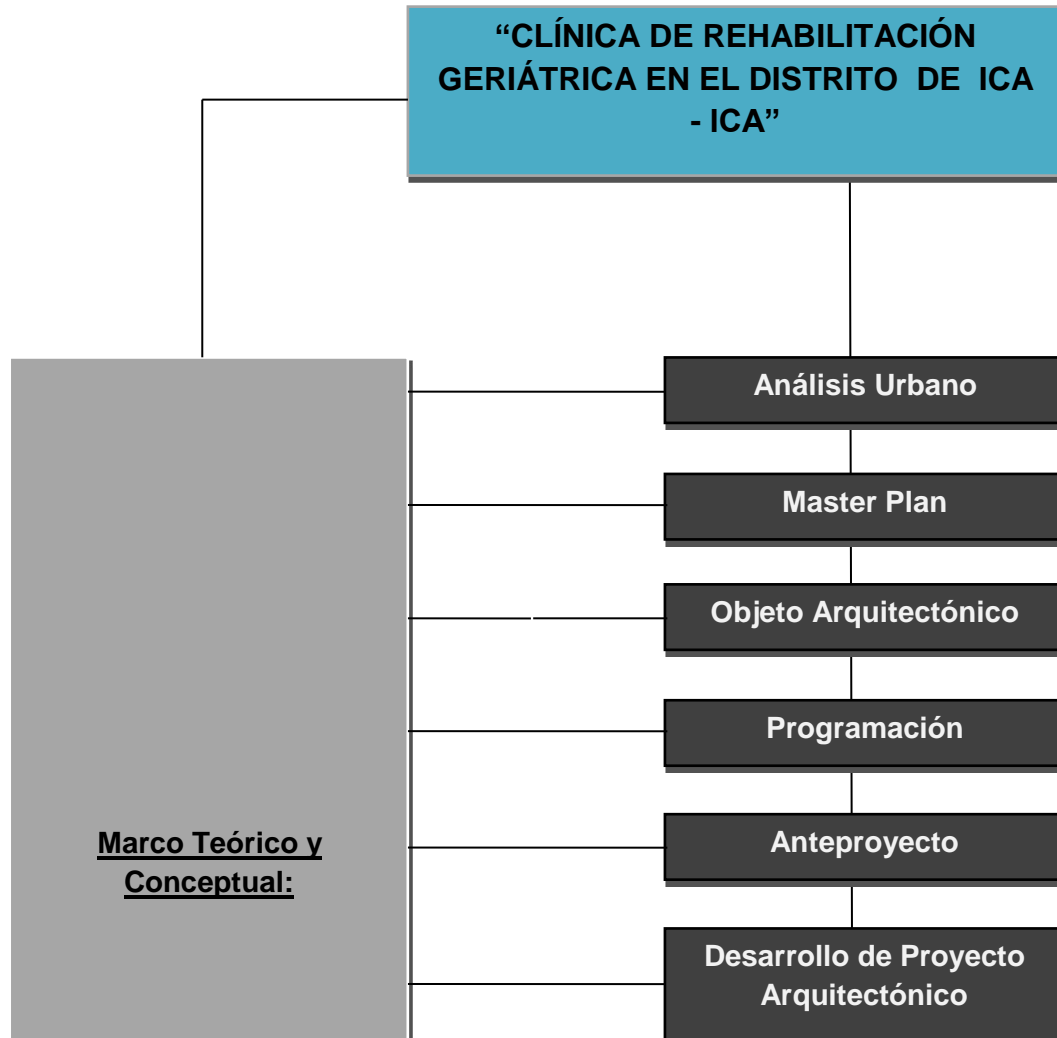 “CLÍNICA DE REHABILITACIÓN
GERIÁTRICA EN EL DISTRITO DE ICA
- ICA”
Análisis Urbano
Master Plan
Objeto Arquitectónico
Programación
Marco Teórico y
Conceptual:
Anteproyecto
Desarrollo de Proyecto
Arquitectónico